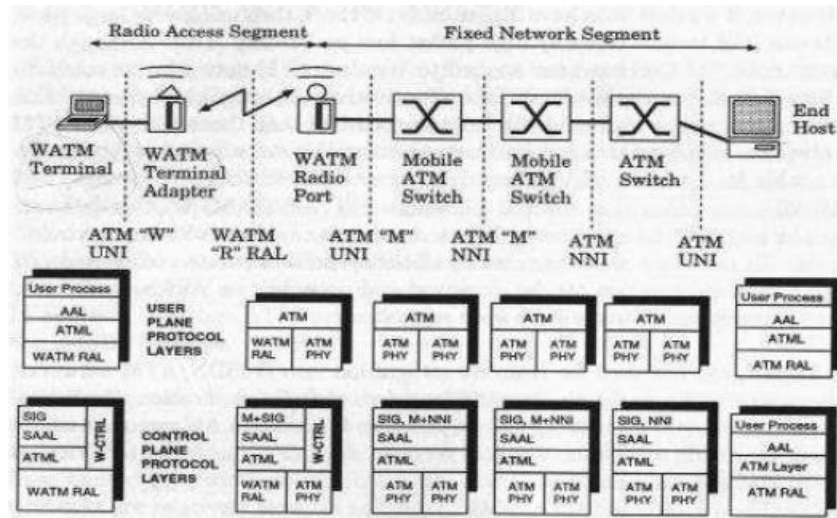 Radio Access Segment
Fixed Network Segment
End
Host
WATM
Terminal
WATM
Terminal
Adapter
WATM
Radio
Port
Mobile
ATM
Switch
Mobile
ATM
Switch
ATM
Switch
ATM "W"
UNI
WATM
"R" RAL
ATM "M"
UNI
ATM "M"
NNI
ATM
NNI
ATM
UNI
User Process
AAL
ATML
WATM RAL
USER
PLANE
PROTOCOL
LAYERS
ATM
WATM
RAL
ATM
PHY
ATM
ATM
PHY
ATM
PHY
ATM
ATM
PHY
ATM
PHY
ATM
ATM
PHY
ATM
PHY
User Process
AAL
ATML
ATM RAL
SIG
SAAL
ATML
WATM RAL
W-CTRL
CONTROL
PLANE
PROTOCOL
LAYERS
M+SIG
SAAL
ATML
W-CTRL
WATM
RAL
ATM
PHY
SIG, M+NNI
SAAL
ATML
ATM
PHY
ATM
PHY
SIG, M+NNI
SAAL
ATML
ATM
PHY
ATM
PHY
SIG, NNI
SAAL
ATML
ATM
PHY
ATM
PHY
User Process
AAL
ATM Layer
ATM RAL